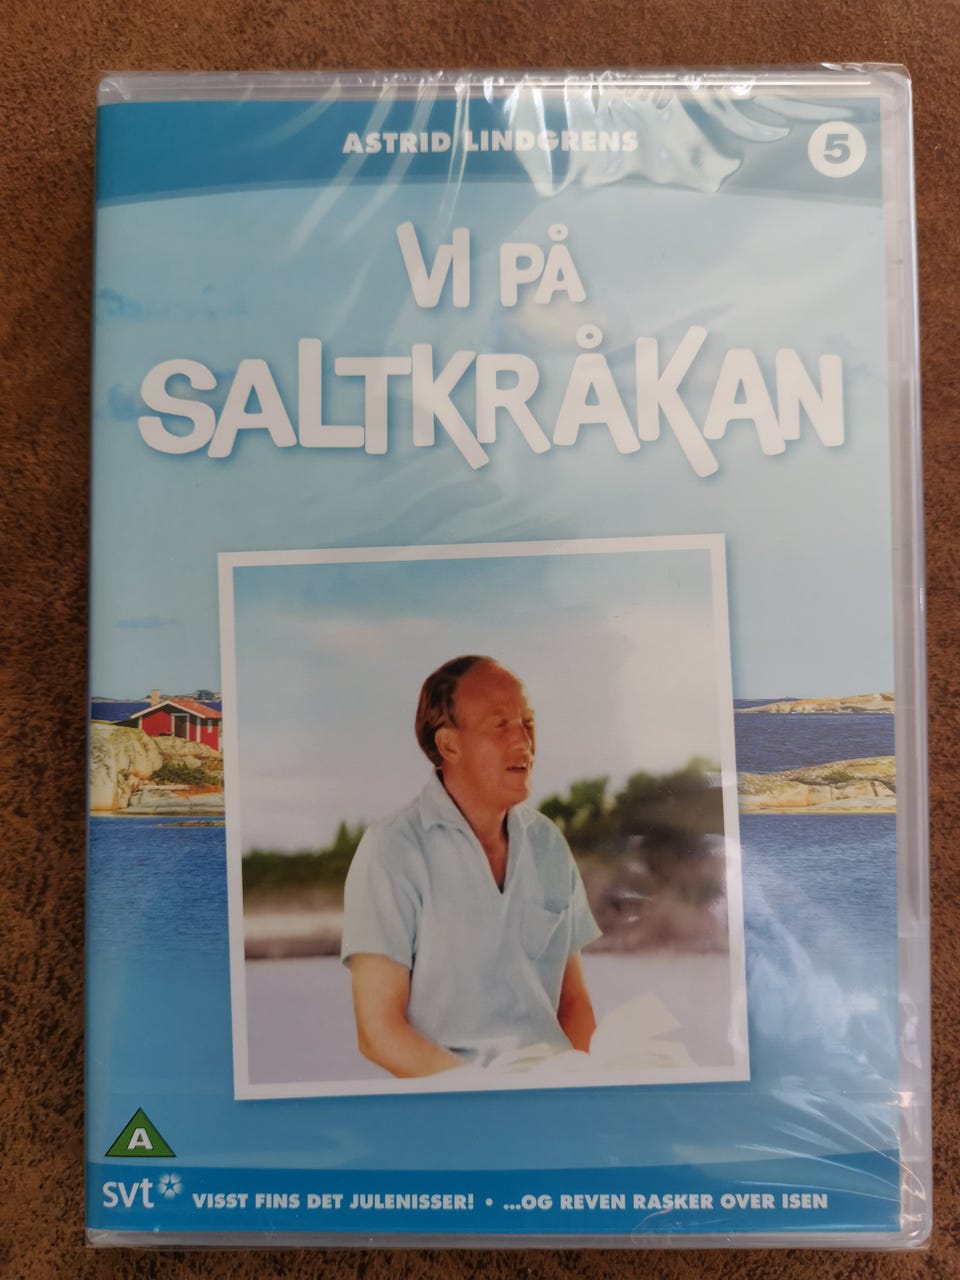 ASTRID LINDGRENS
5
VI PÅ
SALTKRÅKAN
A
svt VISST FINS DET JULENISSER! • ...OG REVEN RASKER OVER ISEN